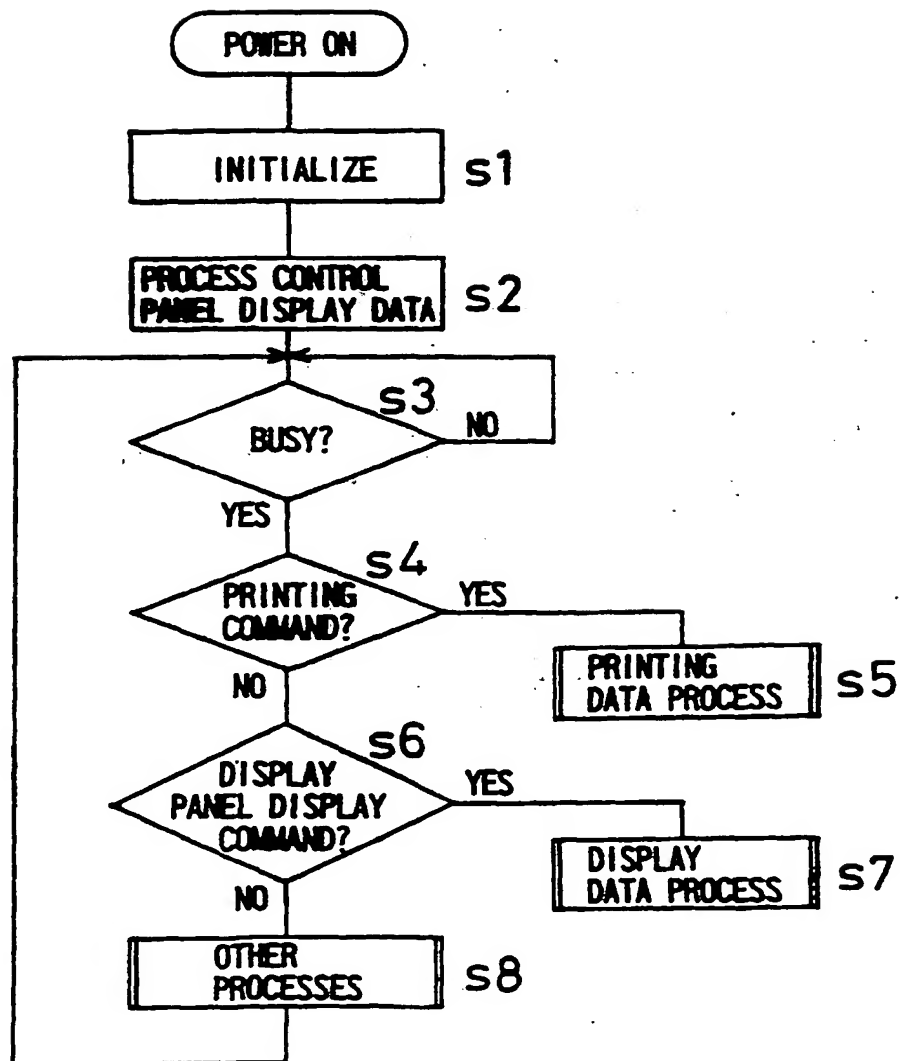 POWER ON
INITIALIZE s1
PROCESS CONTROL
PANEL DISPLAY DATA s2
s3
BUSY? NO
YES
s4
PRINTING YES
COMMAND?
NO
PRINTING
DATA PROCESS s5
s6
DISPLAY YES
PANEL DISPLAY
COMMAND?
DISPLAY
DATA PROCESS s7
NO
OTHER
PROCESSES s8